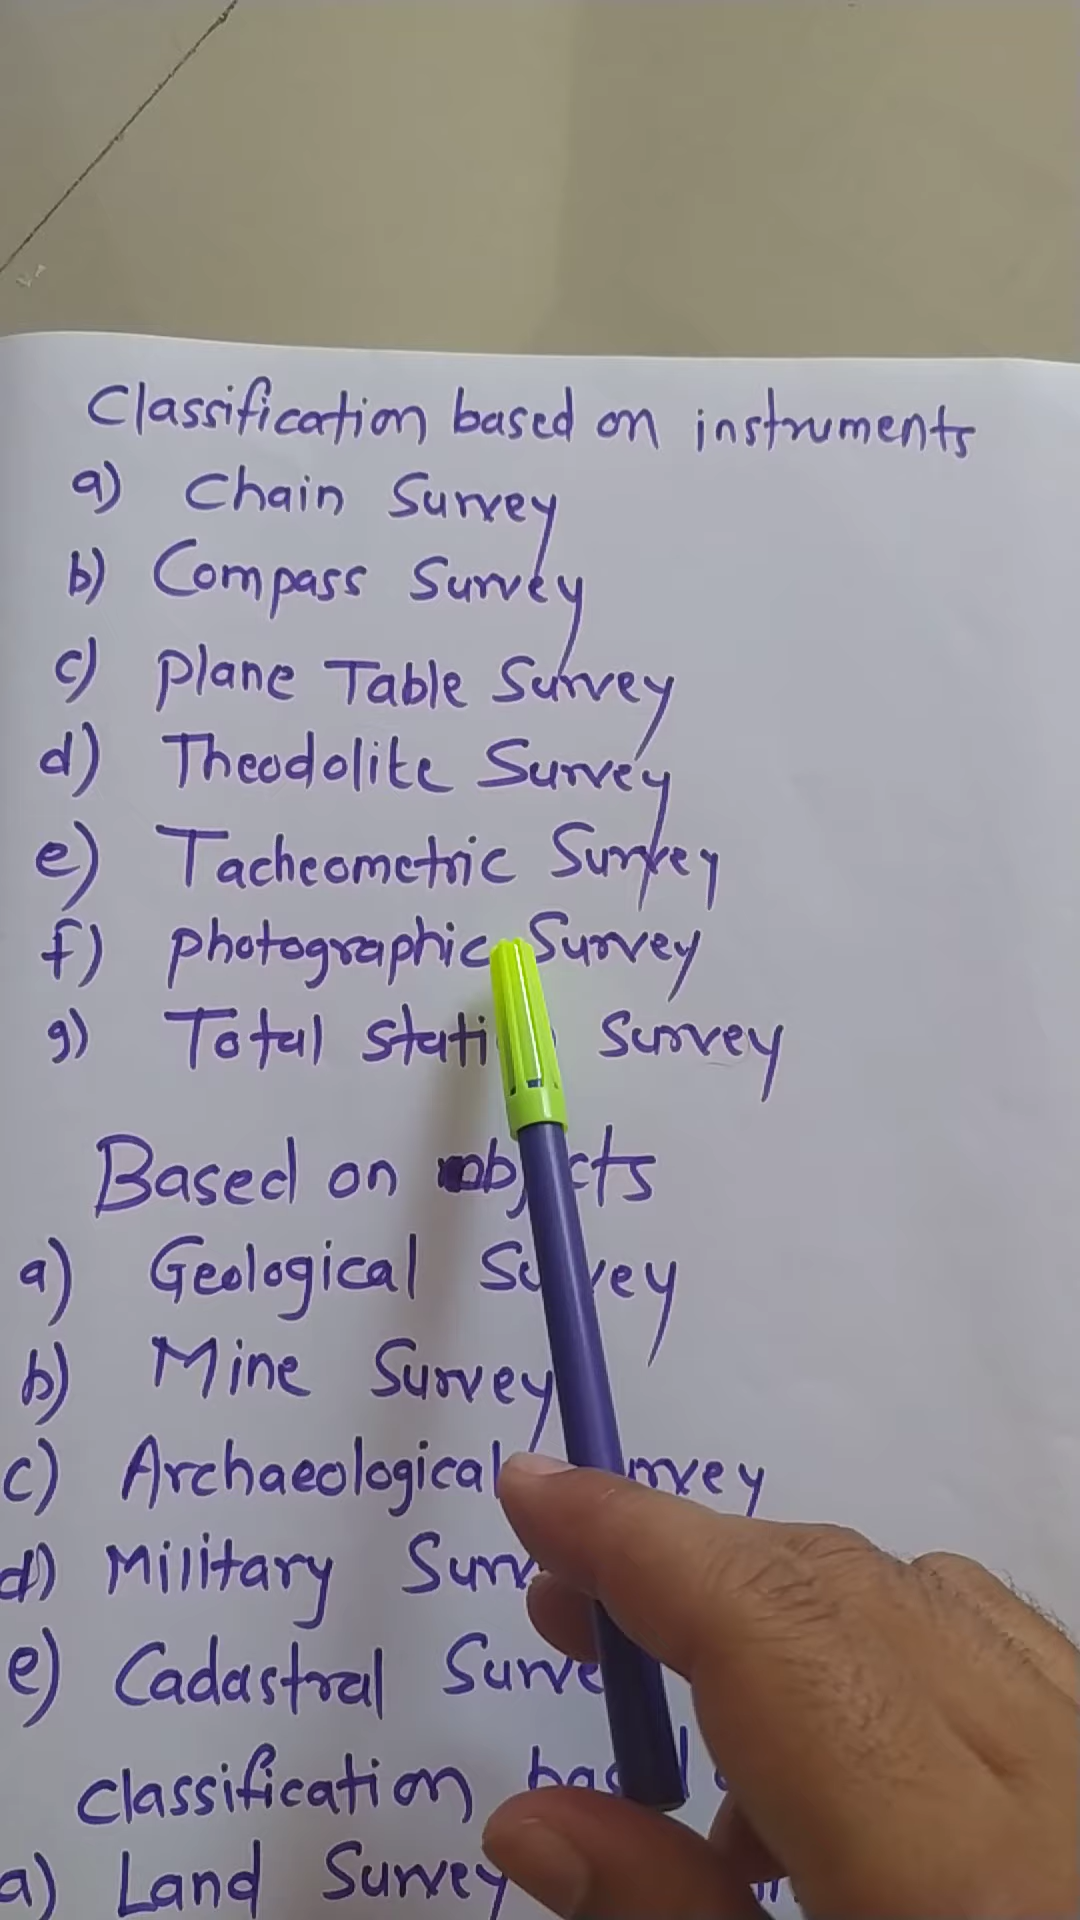 Classification based on instruments
a) Chain Survey
b) Compass Survey
c) Plane Table Survey
d) Theodolite Survey
e) Tacheometric Survey
f) Photographic Survey
g) Total Survey
Based on
a) Geological
b) Mine Survey
c) Archaeological
d) Military
e) Cadastral
classification
a) Land Survey